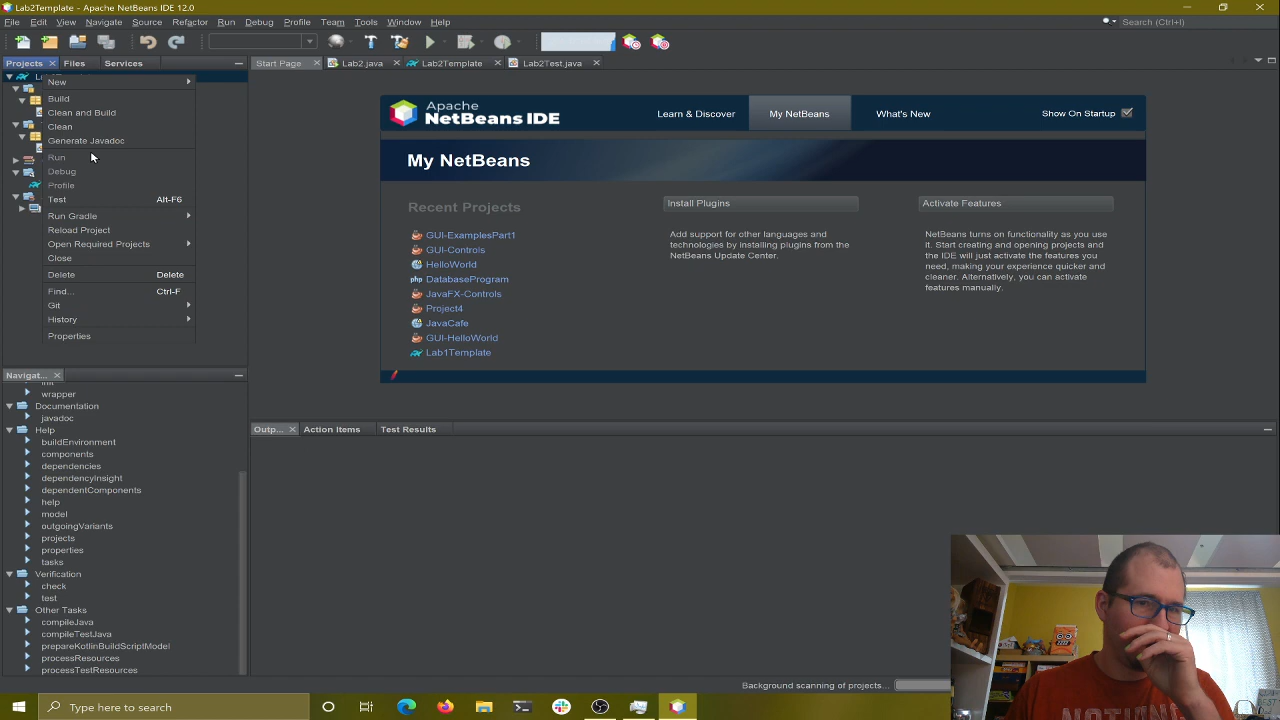 Lab2Template - Apache NetBeans IDE 12.0
File Edit View Navigate Source Refactor Run Debug Profile Team Tools Window Help
Search (Ctrl+I)
Projects Files Services
Start Page Lab2.java Lab2Template Lab2Test.java
New
Build
Clean and Build
Clean
Generate Javadoc
Run
Debug
Profile
Test Alt-F6
Run Gradle
Reload Project
Open Required Projects
Close
Delete Delete
Find... Ctrl-F
Git
History
Properties
Apache
NetBeans IDE
Learn & Discover My NetBeans What's New Show On Startup
My NetBeans
Recent Projects
GUI-ExamplesPart1
GUI-Controls
HelloWorld
php DatabaseProgram
JavaFX-Controls
Project4
JavaCafe
GUI-HelloWorld
Lab1Template
Install Plugins
Add support for other languages and
technologies by installing plugins from the
NetBeans Update Center.
Activate Features
NetBeans turns on functionality as you use
it. Start creating and opening projects and
the IDE will just activate the features you
need, making your experience quicker and
cleaner. Alternatively, you can activate
features manually.
Navigat...
wrapper
Documentation
javadoc
Help
buildEnvironment
components
dependencies
dependencyInsight
dependentComponents
help
model
outgoingVariants
projects
properties
tasks
Verification
check
test
Other Tasks
compileJava
compileTestJava
prepareKotlinBuildScriptModel
processResources
processTestResources
Outp... Action Items Test Results
Background scanning of projects...
Type here to search